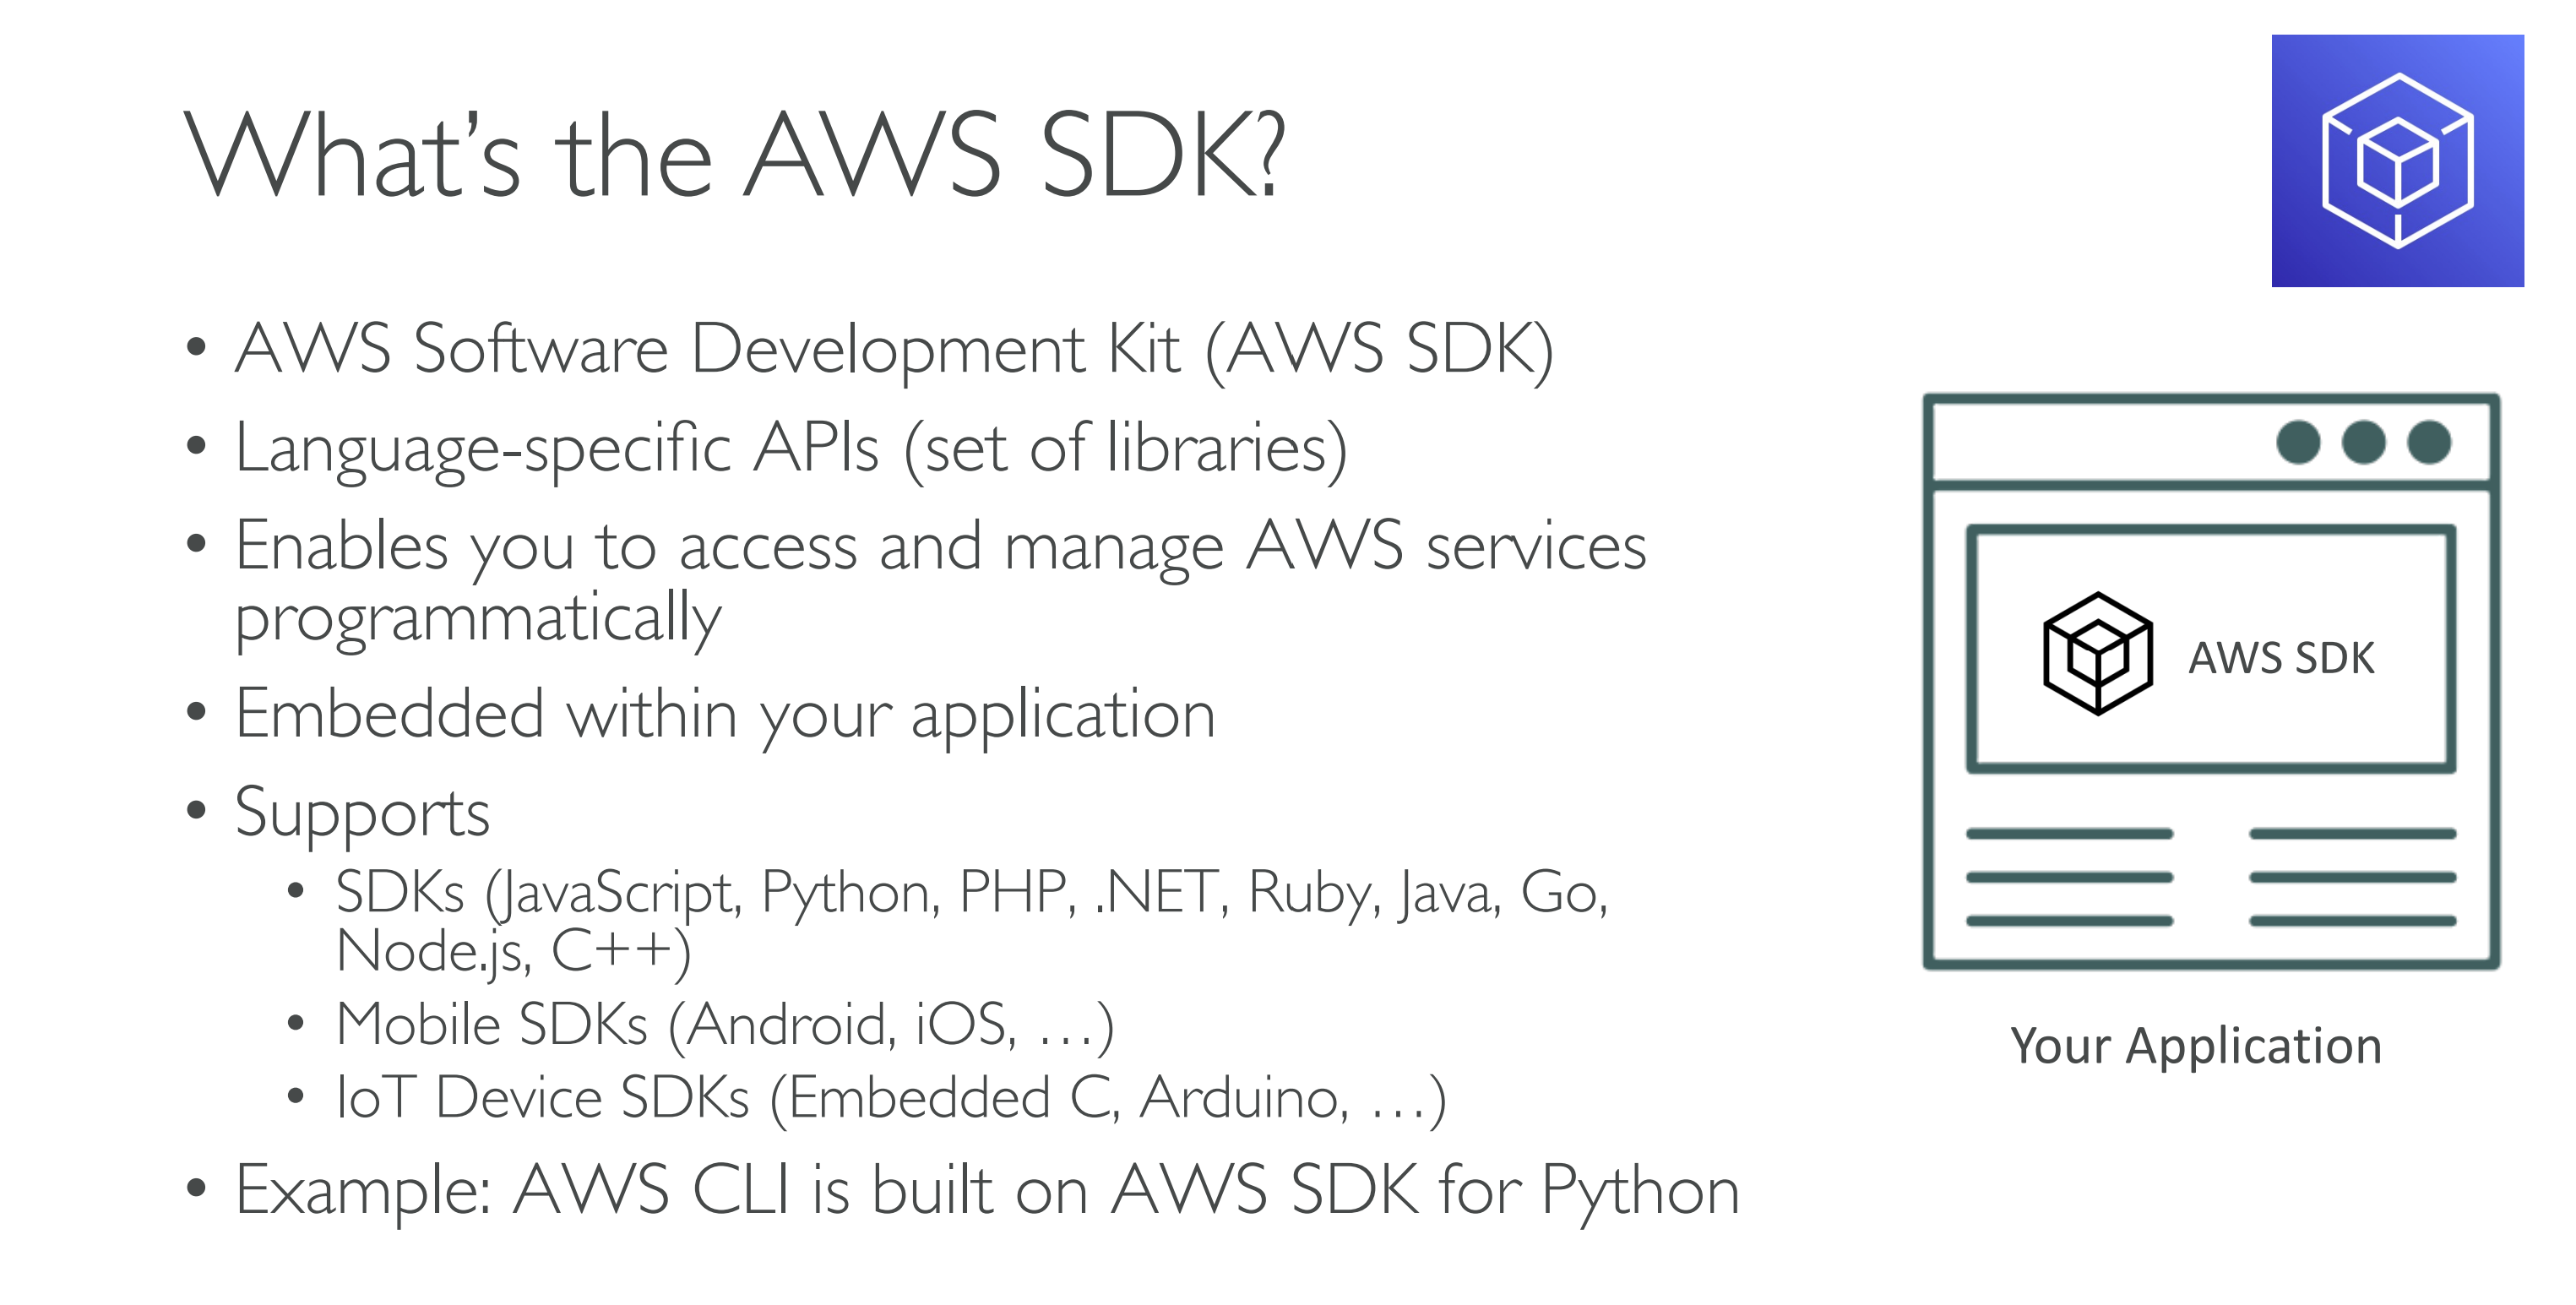 What’s the AWS SDK?
• AWS Software Development Kit (AWS SDK)
• Language-specific APIs (set of libraries)
• Enables you to access and manage AWS services
programmatically
• Embedded within your application
• Supports
• SDKs (JavaScript, Python, PHP, .NET, Ruby, Java, Go,
Node.js, C++)
• Mobile SDKs (Android, iOS, …)
• IoT Device SDKs (Embedded C, Arduino, …)
• Example: AWS CLI is built on AWS SDK for Python
AWS SDK
Your Application